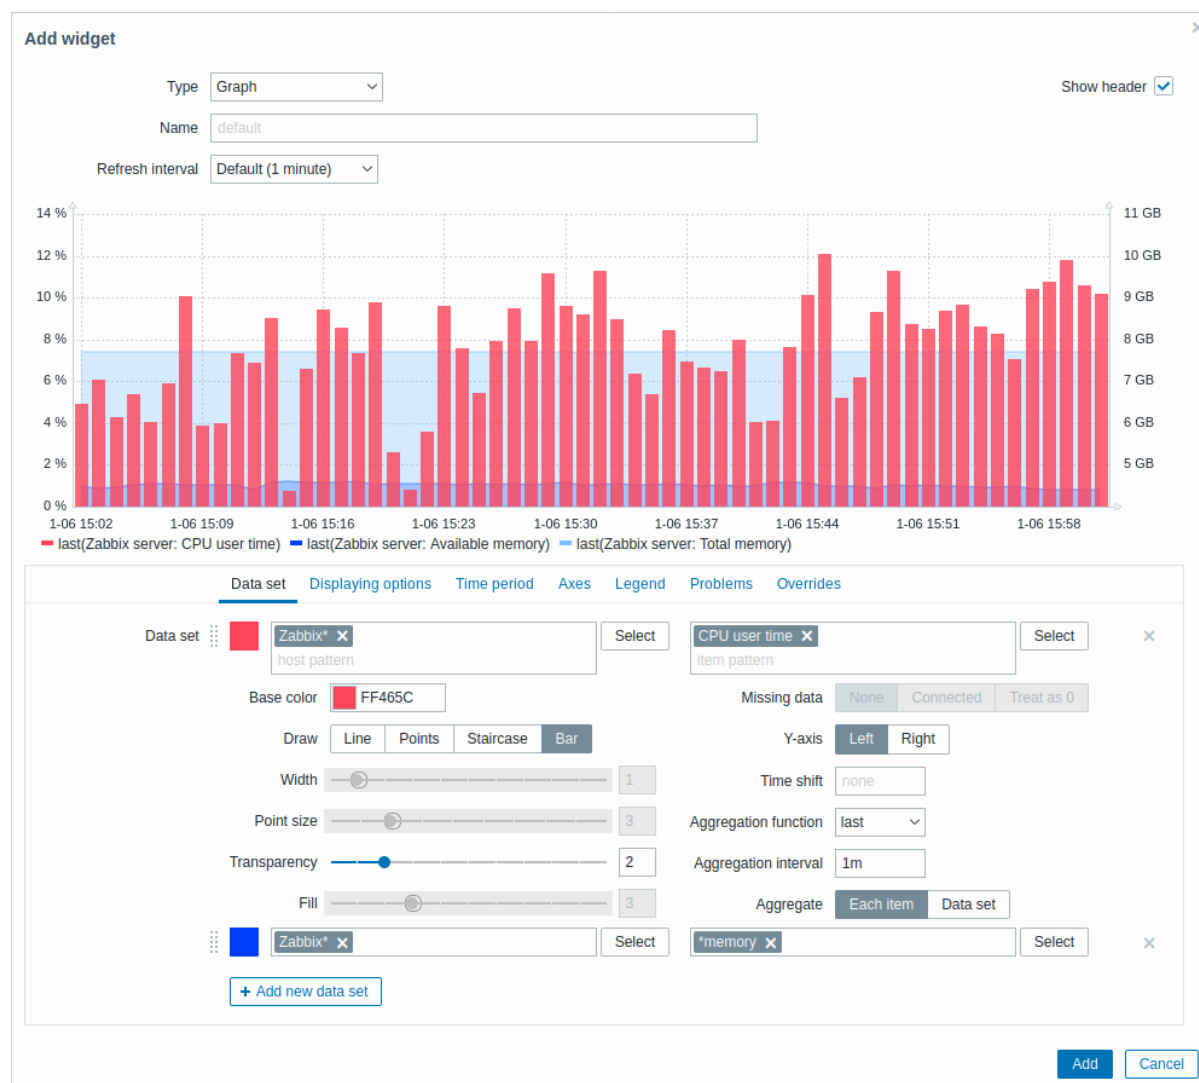 Add widget
Type Graph Show header
Name default
Refresh interval Default (1 minute)
14 % 11 GB
12 % 10 GB
10 % 9 GB
8 % 8 GB
6 % 7 GB
4 % 6 GB
2 % 5 GB
0 %
1-06 15:02 1-06 15:09 1-06 15:16 1-06 15:23 1-06 15:30 1-06 15:37 1-06 15:44 1-06 15:51 1-06 15:58
last(Zabbix server: CPU user time) last(Zabbix server: Available memory) last(Zabbix server: Total memory)
Data set Displaying options Time period Axes Legend Problems Overrides
Data set Zabbix* Select CPU user time Select
host pattern item pattern
Base color FF465C Missing data None Connected Treat as 0
Draw Line Points Staircase Bar Y-axis Left Right
Width 1 Time shift none
Point size 3 Aggregation function last
Transparency 2 Aggregation interval 1m
Fill 3 Aggregate Each item Data set
Zabbix* Select *memory Select
+ Add new data set
Add Cancel